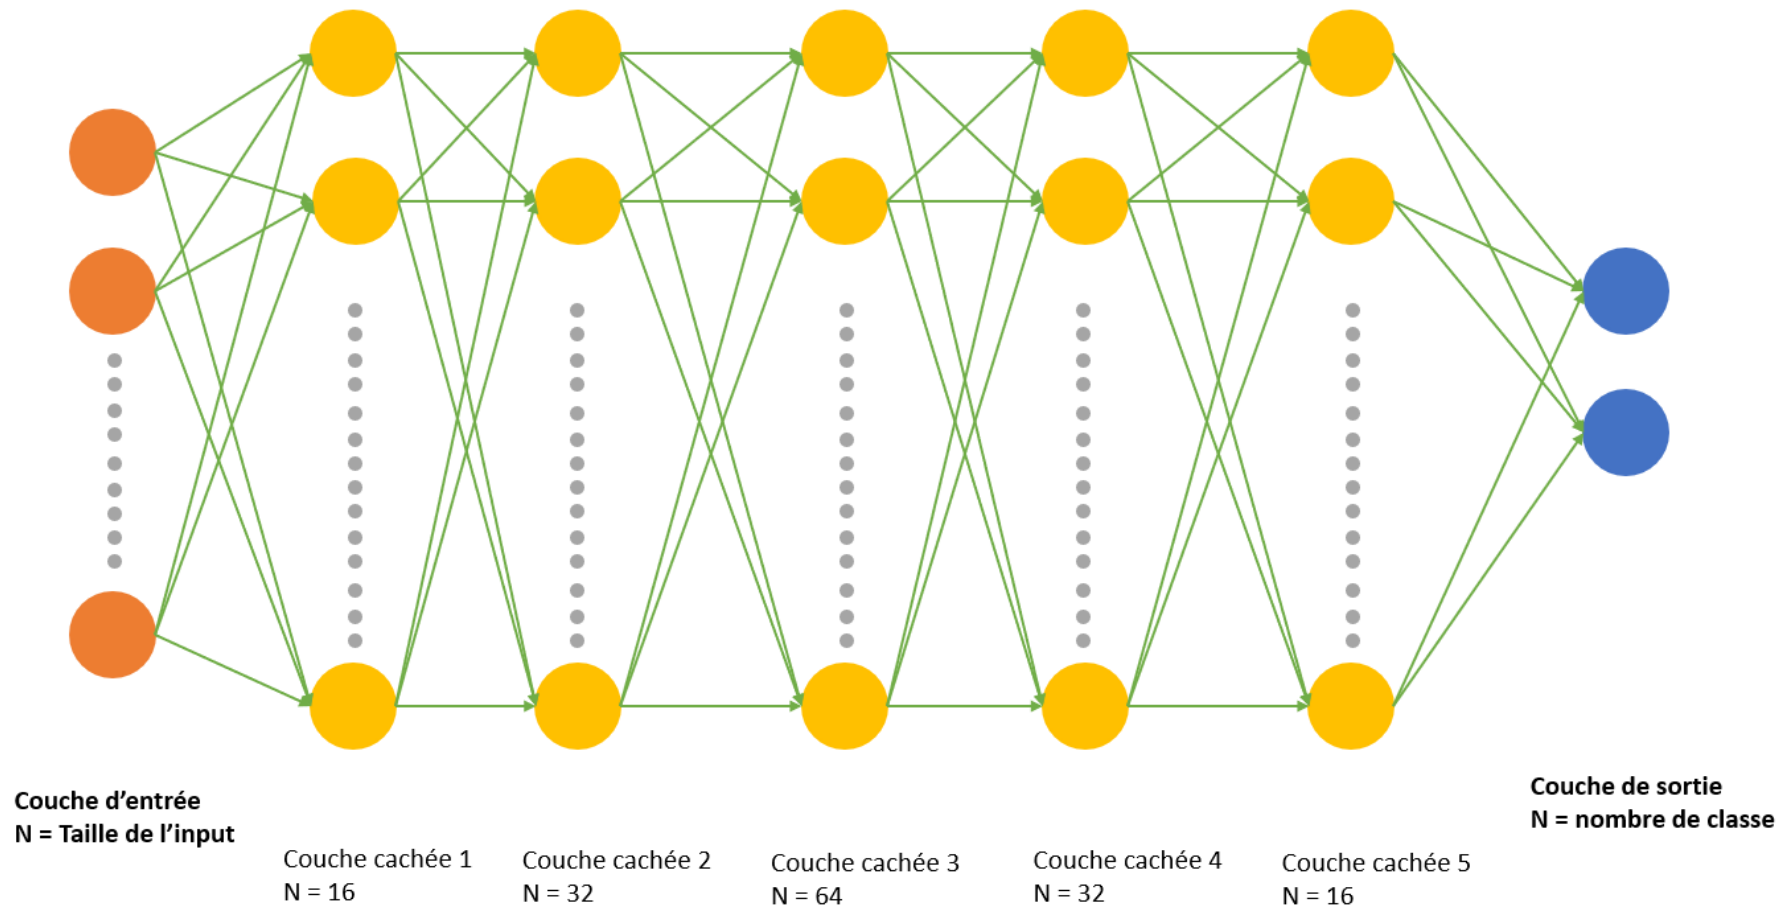 Couche d’entrée
N = Taille de l’input
Couche cachée 1
N = 16
Couche cachée 2
N = 32
Couche cachée 3
N = 64
Couche cachée 4
N = 32
Couche cachée 5
N = 16
Couche de sortie
N = nombre de classe